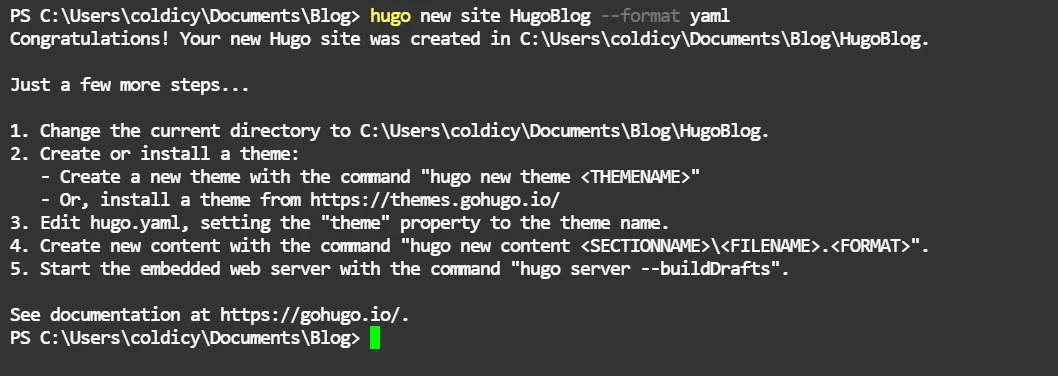 PS C:\Users\coldicy\Documents\Blog> hugo new site HugoBlog --format yaml
Congratulations! Your new Hugo site was created in C:\Users\coldicy\Documents\Blog\HugoBlog.
Just a few more steps...
1. Change the current directory to C:\Users\coldicy\Documents\Blog\HugoBlog.
2. Create or install a theme:
- Create a new theme with the command "hugo new theme <THEMENAME>"
- Or, install a theme from https://themes.gohugo.io/
3. Edit hugo.yaml, setting the "theme" property to the theme name.
4. Create new content with the command "hugo new content <SECTIONNAME>\<FILENAME>.<FORMAT>".
5. Start the embedded web server with the command "hugo server --buildDrafts".
See documentation at https://gohugo.io/.
PS C:\Users\coldicy\Documents\Blog>